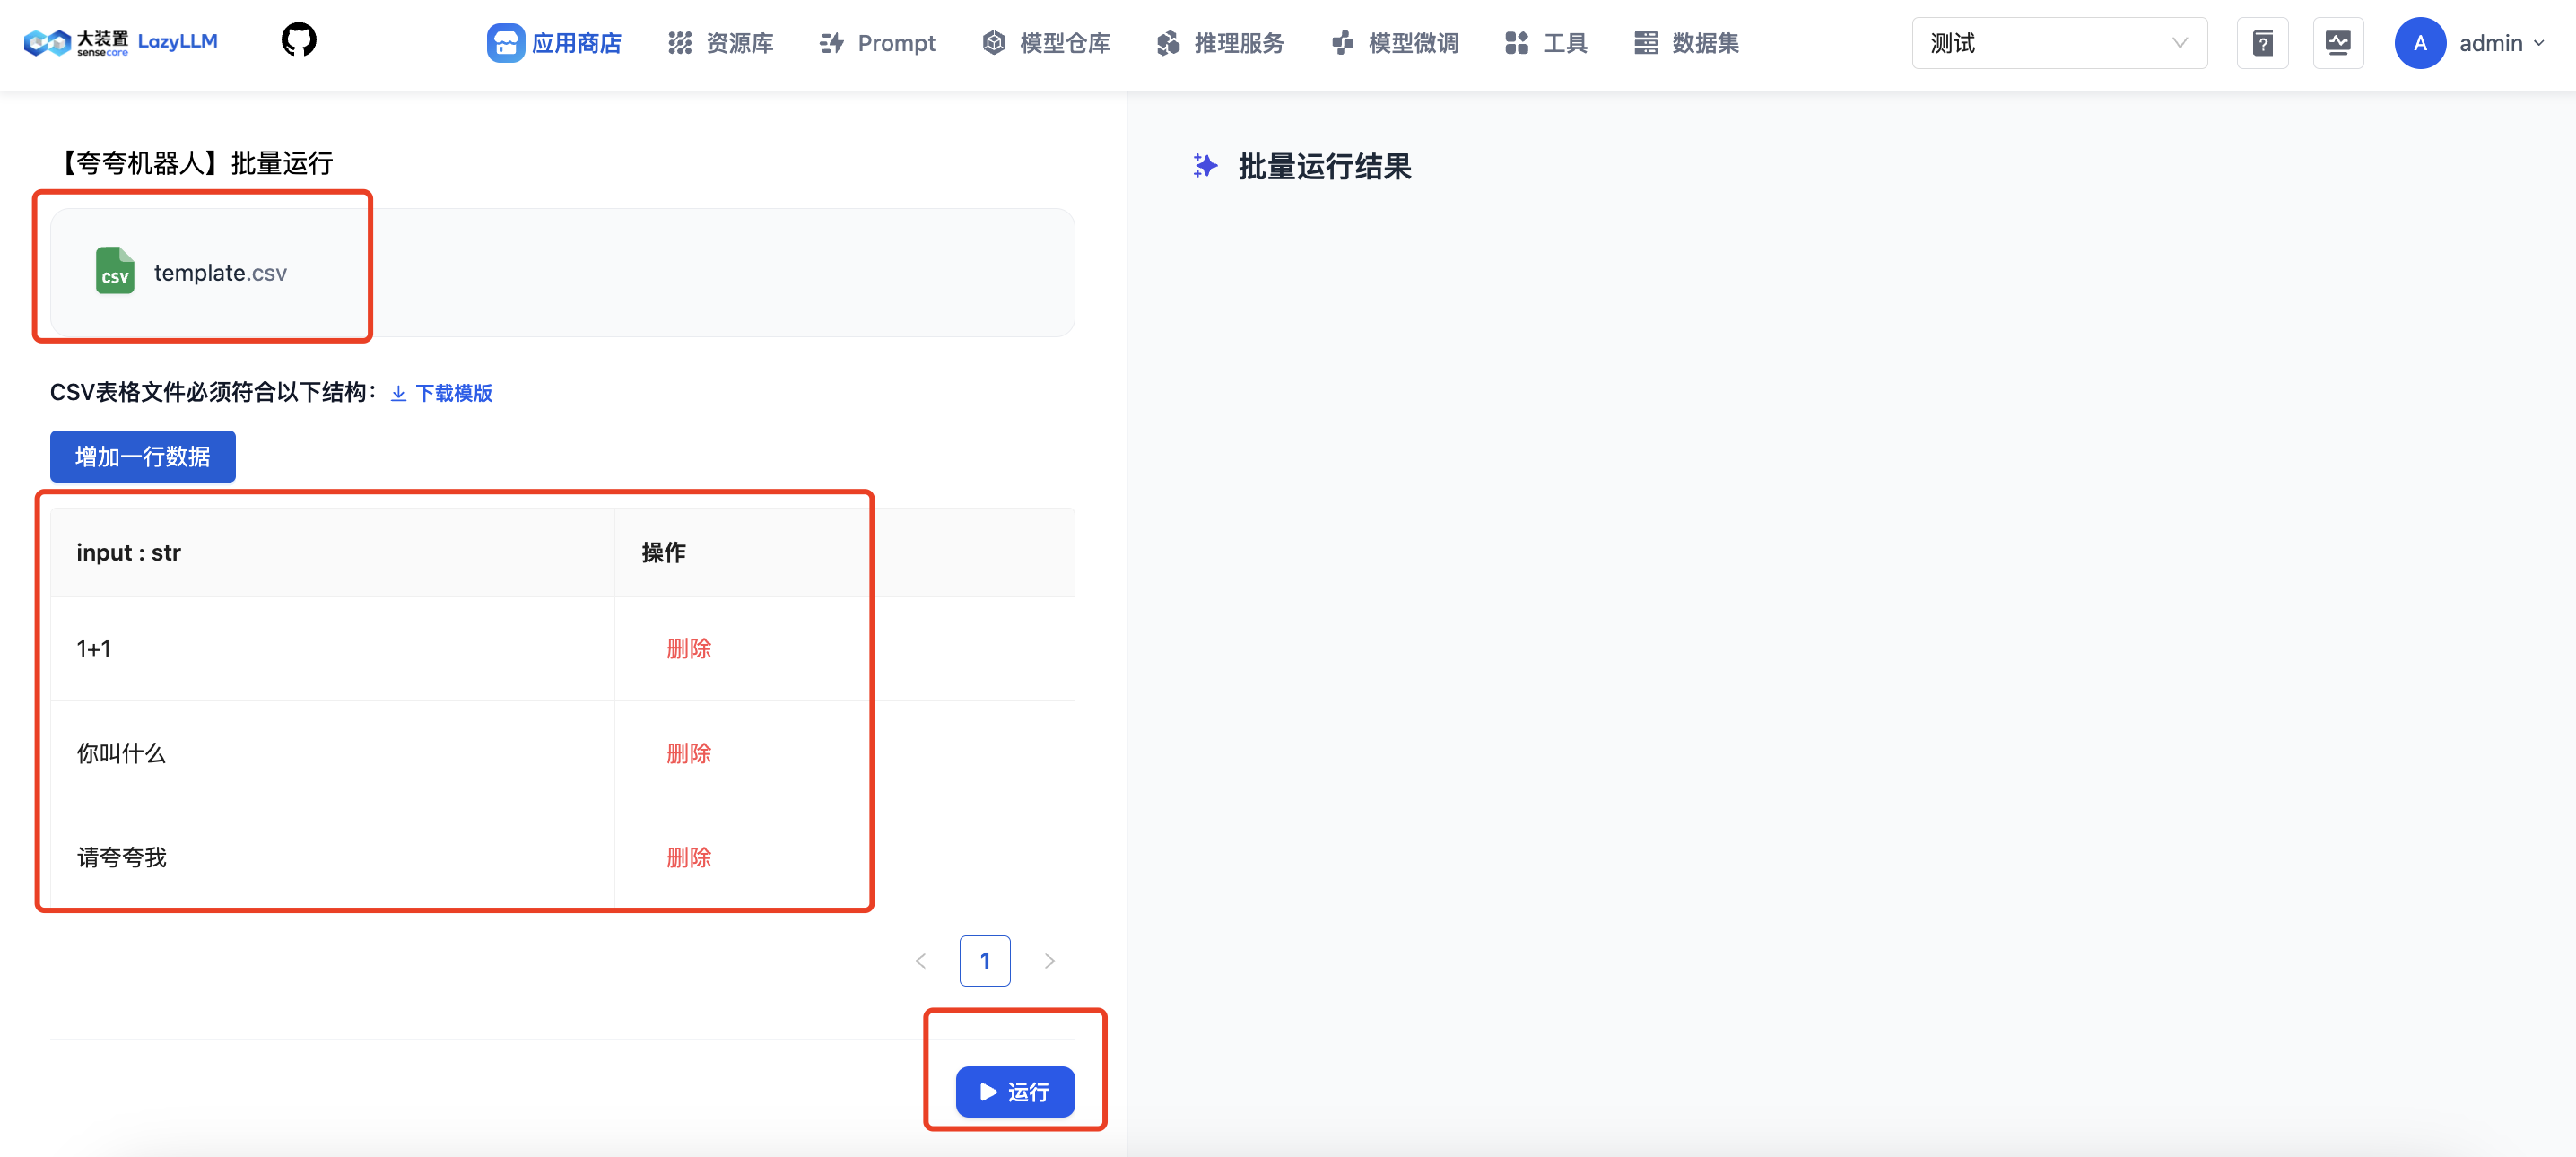 大装置 sensecore LazyLLM 应用商店 资源库 Prompt 模型仓库 推理服务 模型微调 工具 数据集 测试 ? A admin
【夸夸机器人】批量运行
批量运行结果
CSV template.csv
CSV表格文件必须符合以下结构： 下载模版
增加一行数据
input : str 操作
1+1 删除
你叫什么 删除
请夸夸我 删除
< 1 >
运行